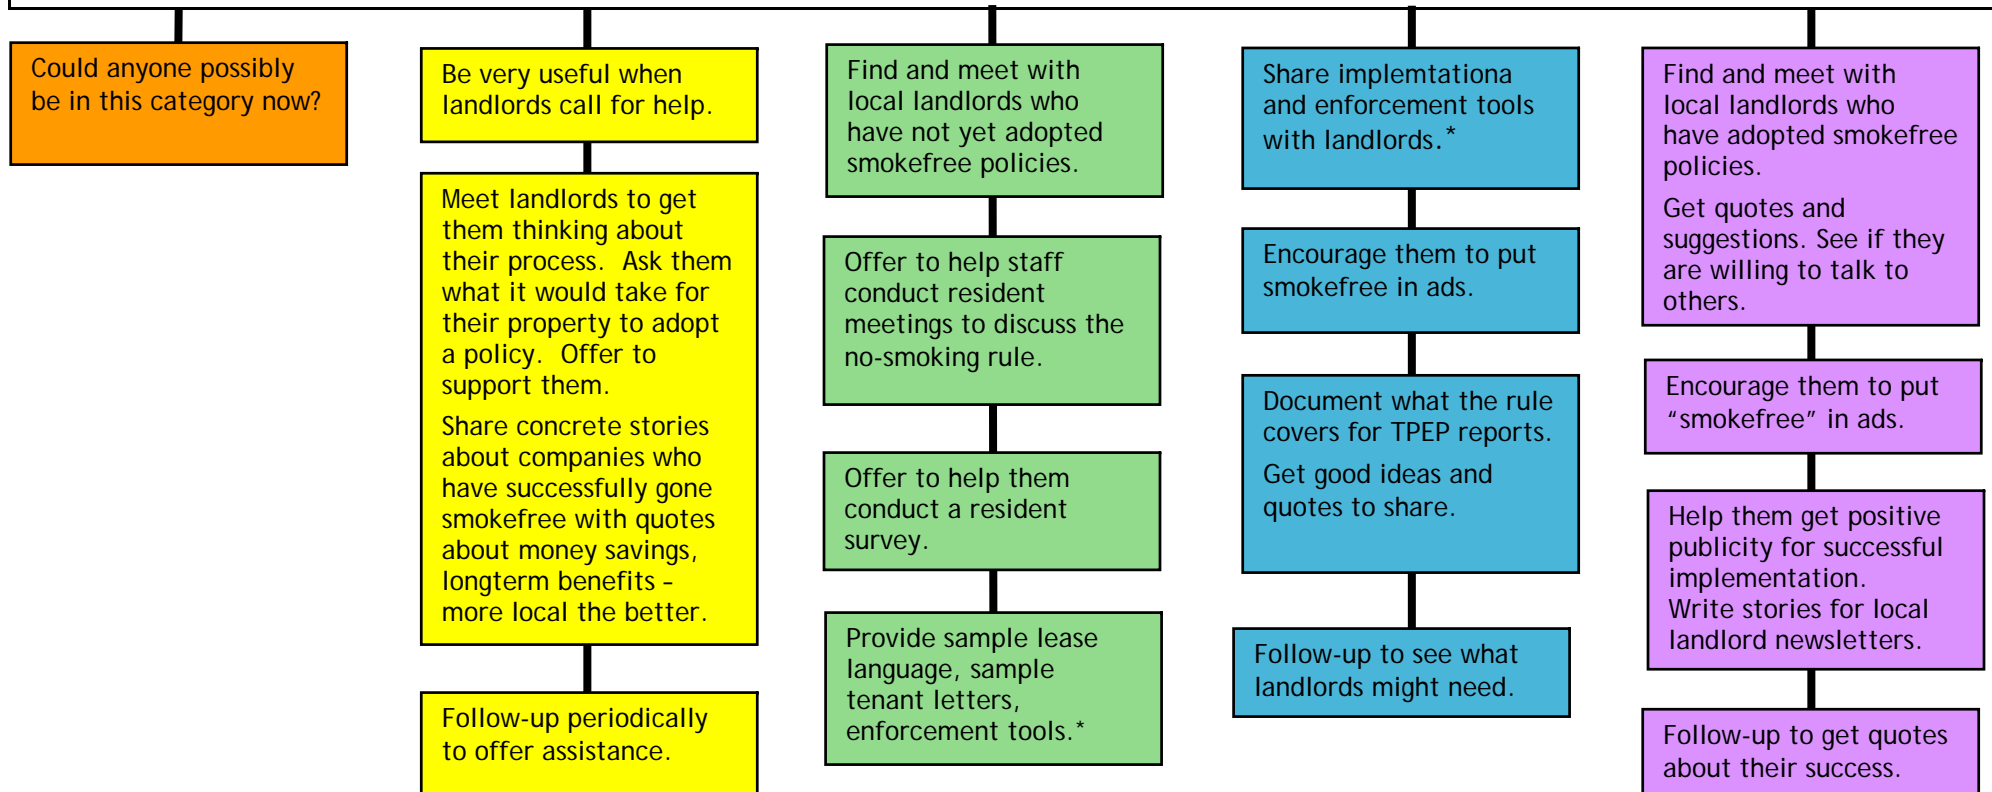 Could anyone possibly
be in this category now?
Be very useful when
landlords call for help.
Meet landlords to get
them thinking about
their process.  Ask them
what it would take for
their property to adopt
a policy.  Offer to
support them.
Share concrete stories
about companies who
have successfully gone
smokefree with quotes
about money savings,
longterm benefits –
more local the better.
Follow-up periodically
to offer assistance.
Find and meet with
local landlords who
have not yet adopted
smokefree policies.
Offer to help staff
conduct resident
meetings to discuss the
no-smoking rule.
Offer to help them
conduct a resident
survey.
Provide sample lease
language, sample
tenant letters,
enforcement tools.*
Share implemtationa
and enforcement tools
with landlords.*
Encourage them to put
smokefree in ads.
Document what the rule
covers for TPEP reports.
Get good ideas and
quotes to share.
Follow-up to see what
landlords might need.
Find and meet with
local landlords who
have adopted smokefree
policies.
Get quotes and
suggestions. See if they
are willing to talk to
others.
Encourage them to put
“smokefree” in ads.
Help them get positive
publicity for successful
implementation.
Write stories for local
landlord newsletters.
Follow-up to get quotes
about their success.